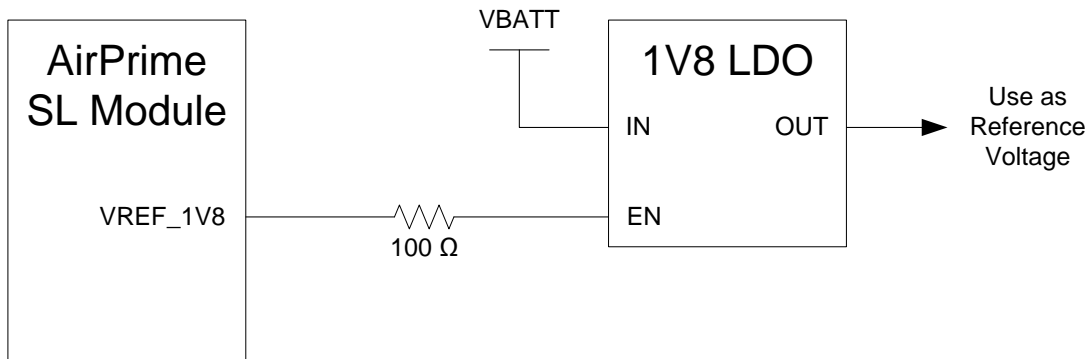 AirPrime
SL Module
VREF_1V8
100 Ω
VBATT
1V8 LDO
IN
OUT
EN
Use as
Reference
Voltage